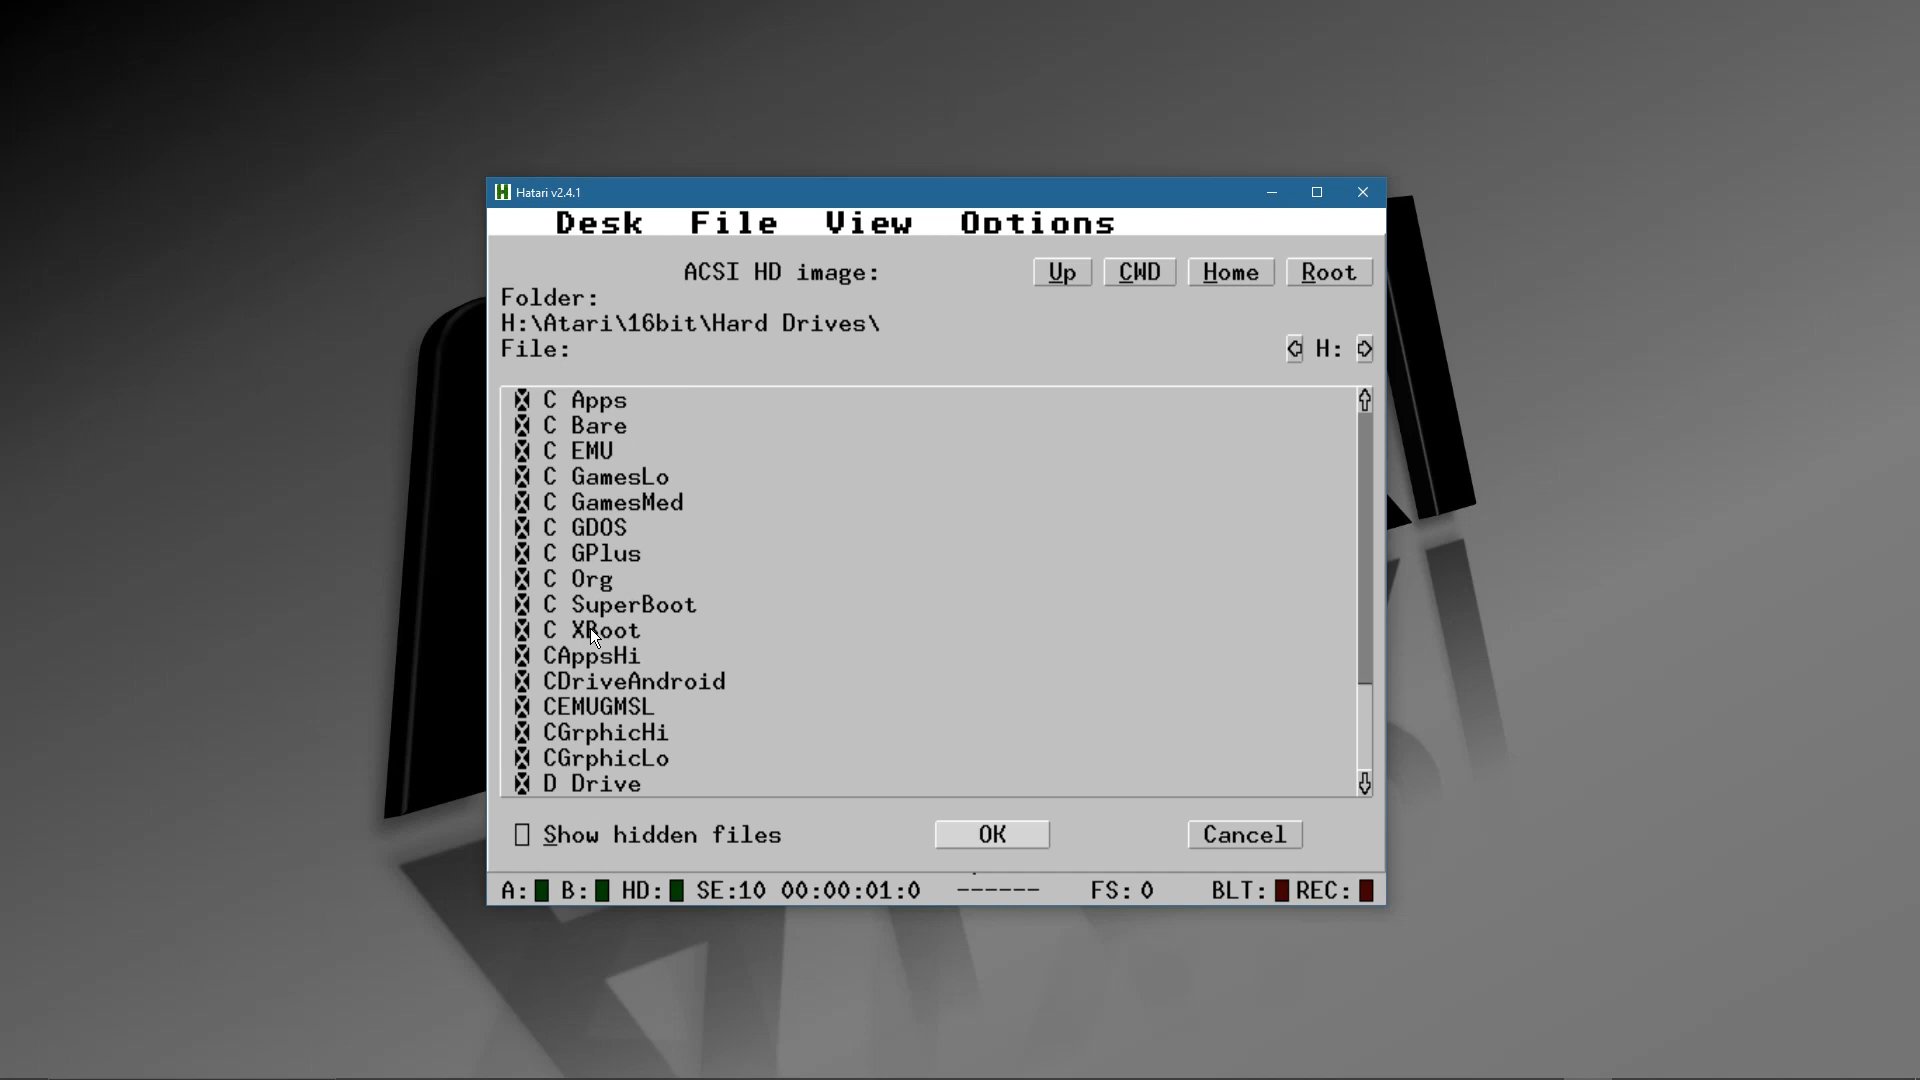 Hatari v2.4.1
Desk File View Options
ACSI HD image: Up CWD Home Root
Folder:
H:\Atari\16bit\Hard Drives\
File: H:
C Apps
C Bare
C EMU
C GamesLo
C GamesMed
C GDOS
C GPlus
C Org
C SuperBoot
C XRoot
CAppsHi
CDriveAndroid
CEMUGMSL
CGrphicHi
CGrphicLo
D Drive
Show hidden files OK Cancel
A: B: HD: SE:10 00:00:01:0 ------ FS: 0 BLT: REC: